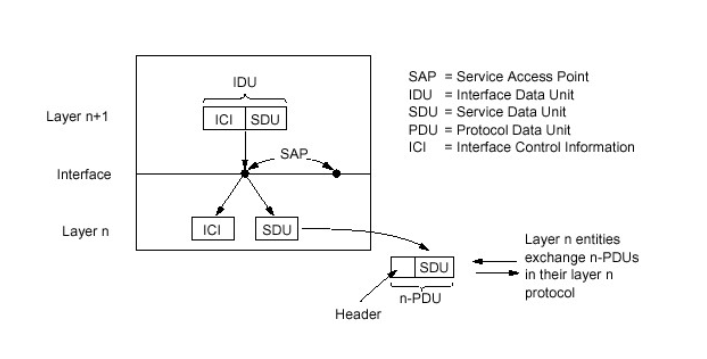 IDU
ICI SDU
Layer n+1
SAP
Interface
ICI SDU
Layer n
SAP = Service Access Point
IDU = Interface Data Unit
SDU = Service Data Unit
PDU = Protocol Data Unit
ICI = Interface Control Information
SDU
n-PDU
Header
Layer n entities
exchange n-PDUs
in their layer n
protocol